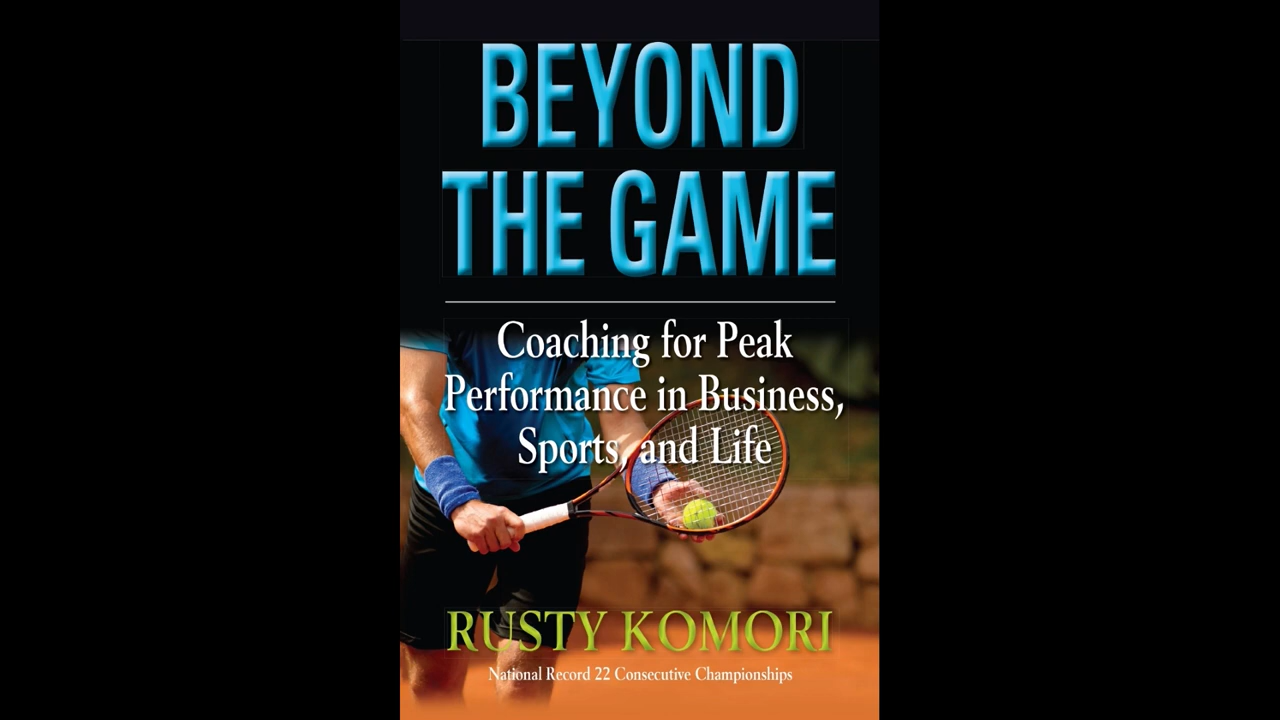 BEYOND
THE GAME
Coaching for Peak
Performance in Business,
Sports, and Life
RUSTY KOMORI
National Record 22 Consecutive Championships